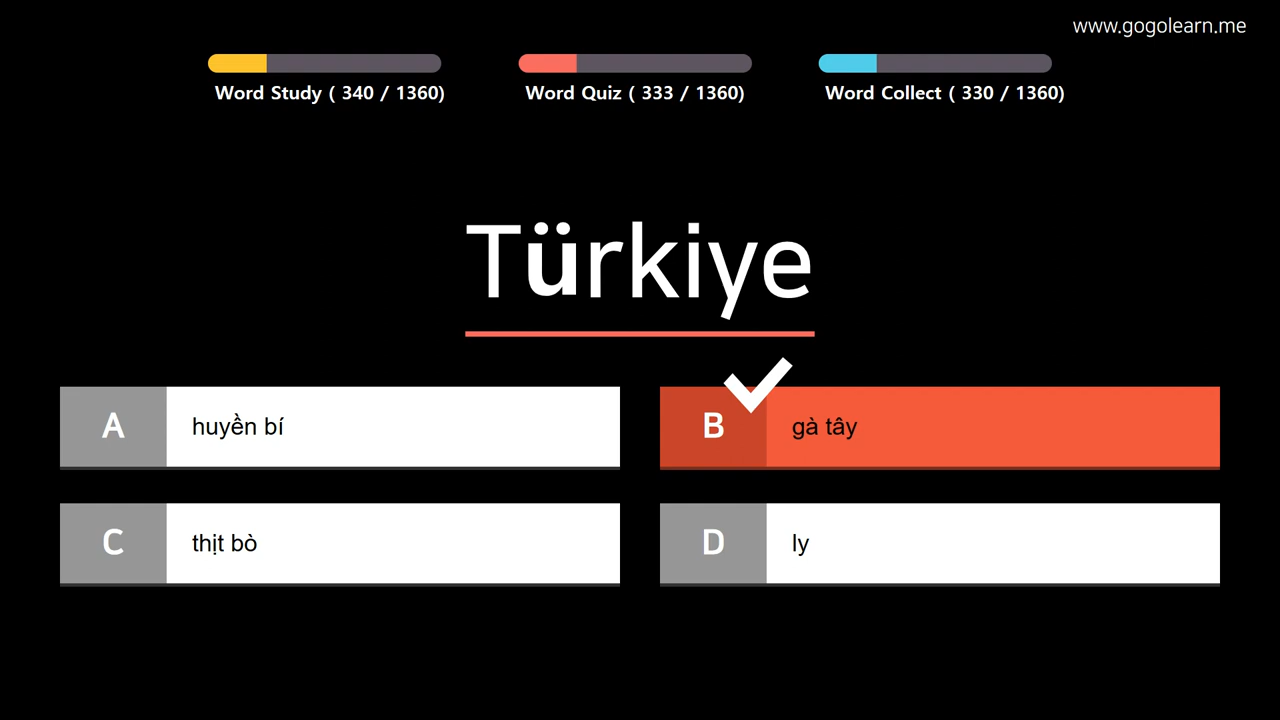 www.gogolearn.me
Word Study ( 340 / 1360)
Word Quiz ( 333 / 1360)
Word Collect ( 330 / 1360)
Türkiye
A huyền bí
B gà tây
C thịt bò
D ly